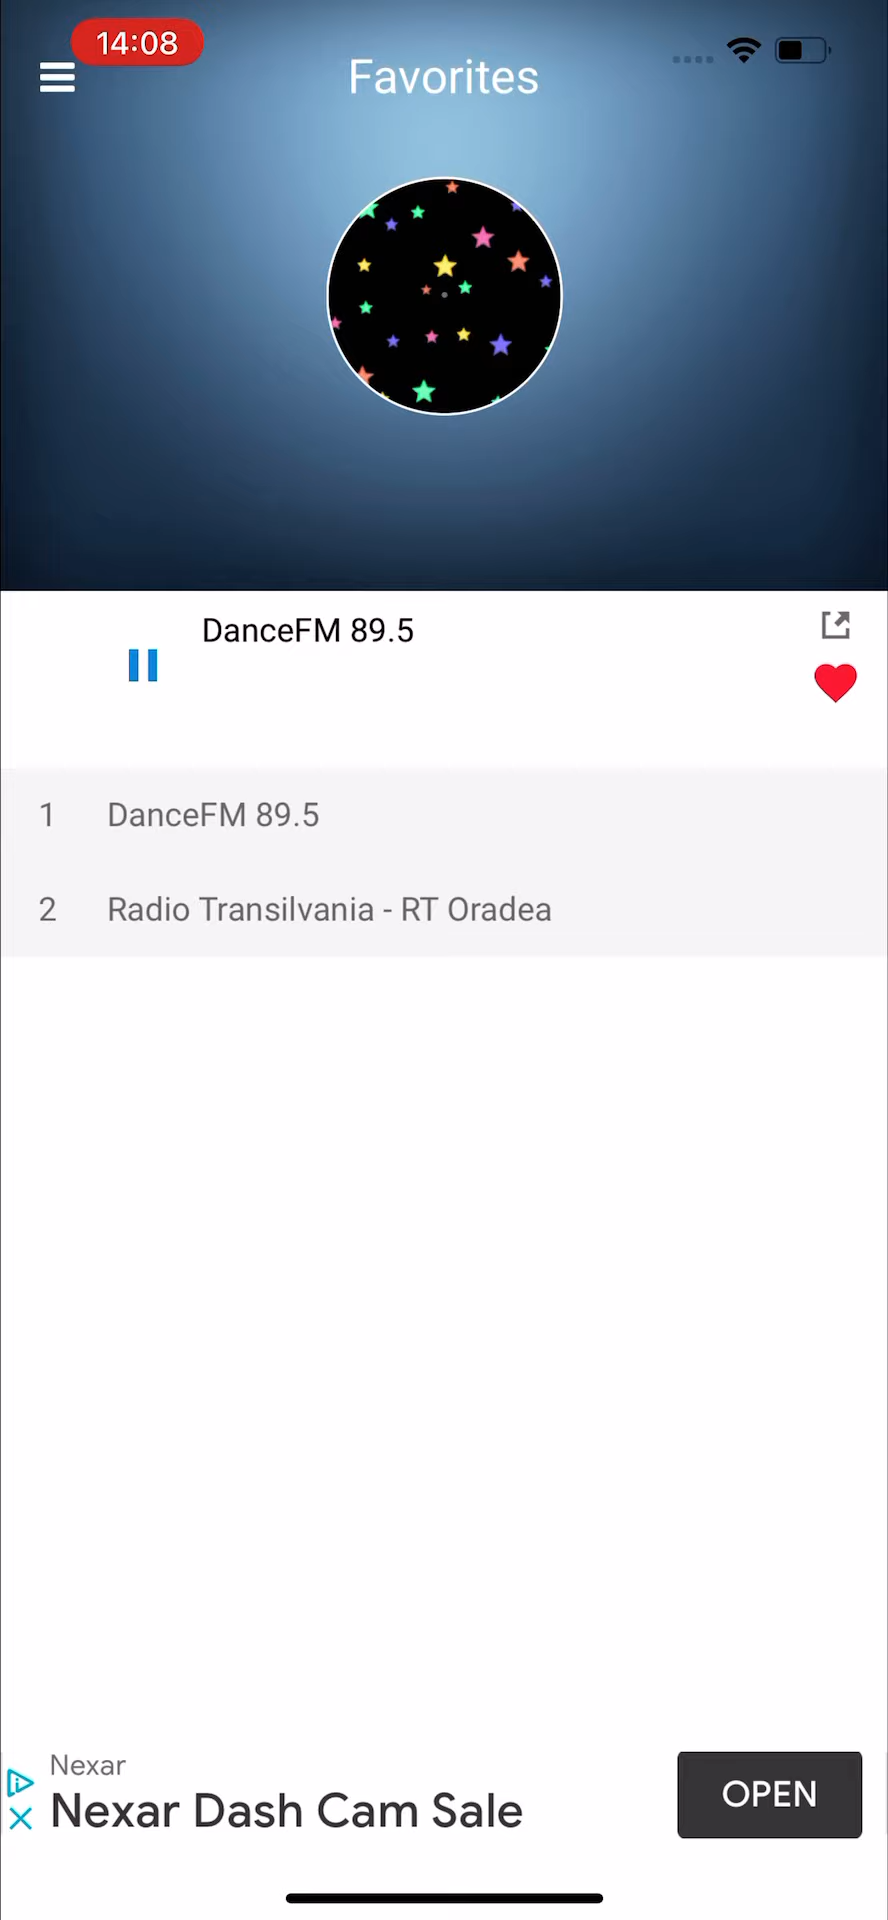 14:08
Favorites
DanceFM 89.5
1 DanceFM 89.5
2 Radio Transilvania - RT Oradea
Nexar
Nexar Dash Cam Sale
OPEN